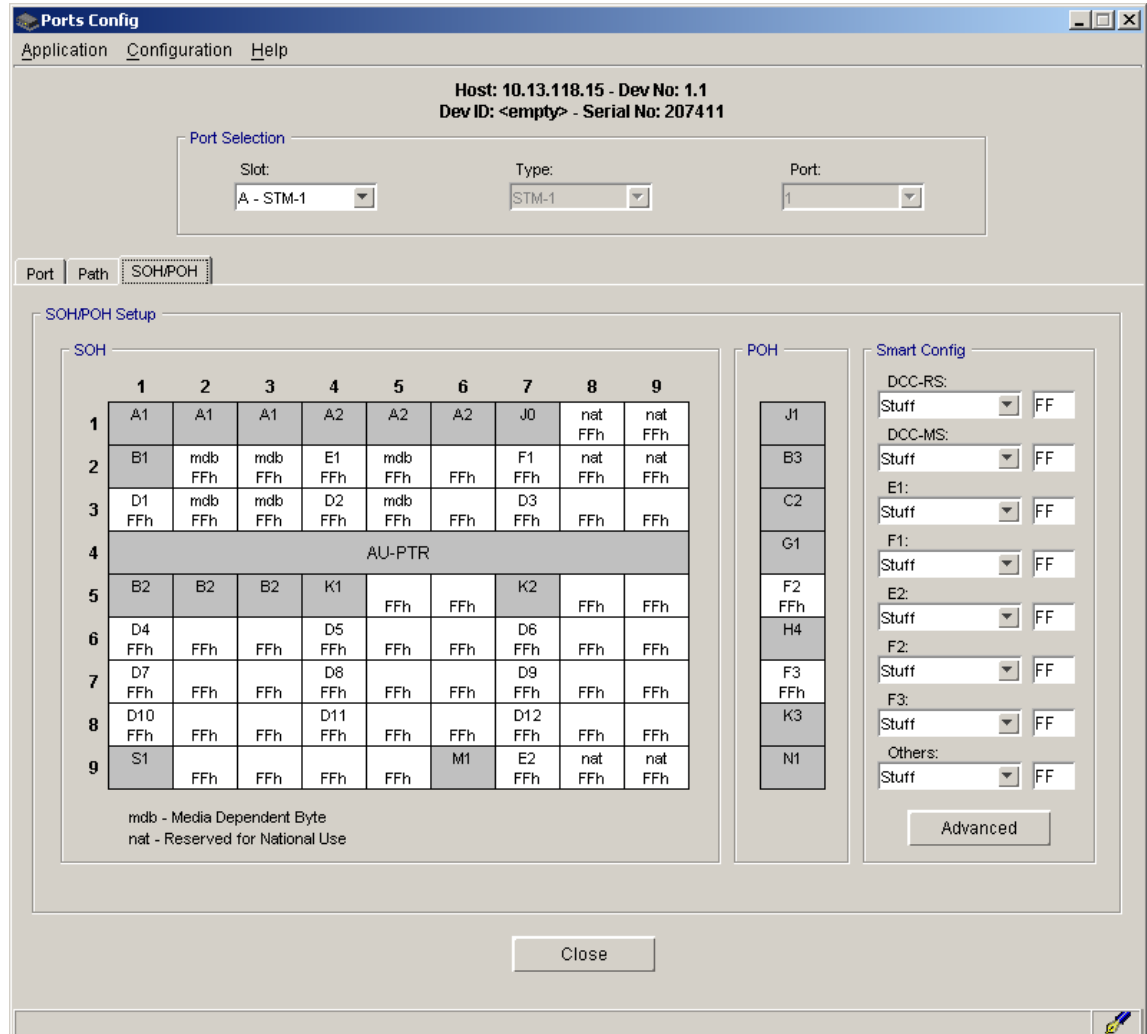 Ports Config
Application Configuration Help
Host: 10.13.118.15 - Dev No: 1.1
Dev ID: <empty> - Serial No: 207411
Port Selection
Slot: Type: Port:
A - STM-1 STM-1 1
Port Path SOH/POH
SOH/POH Setup
SOH POH Smart Config
1 2 3 4 5 6 7 8 9
1 A1 A1 A1 A2 A2 A2 J0 nat nat
FFh FFh
2 B1 mdb mdb E1 mdb F1 nat nat
FFh FFh FFh FFh FFh FFh FFh FFh
3 D1 mdb mdb D2 mdb D3
FFh FFh FFh FFh FFh FFh FFh FFh FFh
4 AU-PTR
5 B2 B2 B2 K1 K2
FFh FFh FFh FFh
6 D4 D5 D6
FFh FFh FFh FFh FFh FFh FFh FFh FFh
7 D7 D8 D9
FFh FFh FFh FFh FFh FFh FFh FFh FFh
8 D10 D11 D12
FFh FFh FFh FFh FFh FFh FFh FFh FFh
9 S1 M1 E2 nat nat
FFh FFh FFh FFh FFh FFh FFh
mdb - Media Dependent Byte
nat - Reserved for National Use
J1
B3
C2
G1
F2
FFh
H4
F3
FFh
K3
N1
DCC-RS:
Stuff FF
DCC-MS:
Stuff FF
E1:
Stuff FF
F1:
Stuff FF
E2:
Stuff FF
F2:
Stuff FF
F3:
Stuff FF
Others:
Stuff FF
Advanced
Close